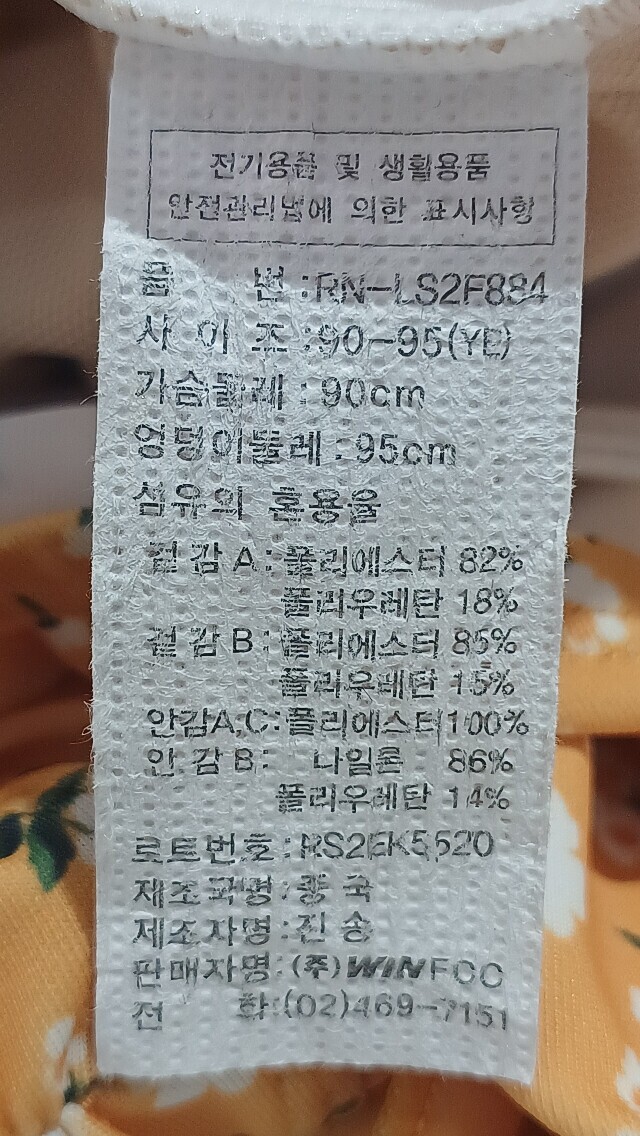 전기용품 및 생활용품
안전관리법에 의한 표시사항
품 번 : RN-LS2F884
사 이 즈 : 90-95(YE)
가슴둘레 : 90cm
엉덩이둘레 : 95cm
섬유의 혼용율
겉 감 A : 폴리에스터 82%
폴리우레탄 18%
겉 감 B : 폴리에스터 85%
폴리우레탄 15%
안감A,C : 폴리에스터100%
안 감 B : 나일론 86%
폴리우레탄 14%
로트번호 : RS2EK5520
제조국명 : 중 국
제조자명 : 진 송
판매자명 : (주)WINFCC
전 화 : (02)469-7151